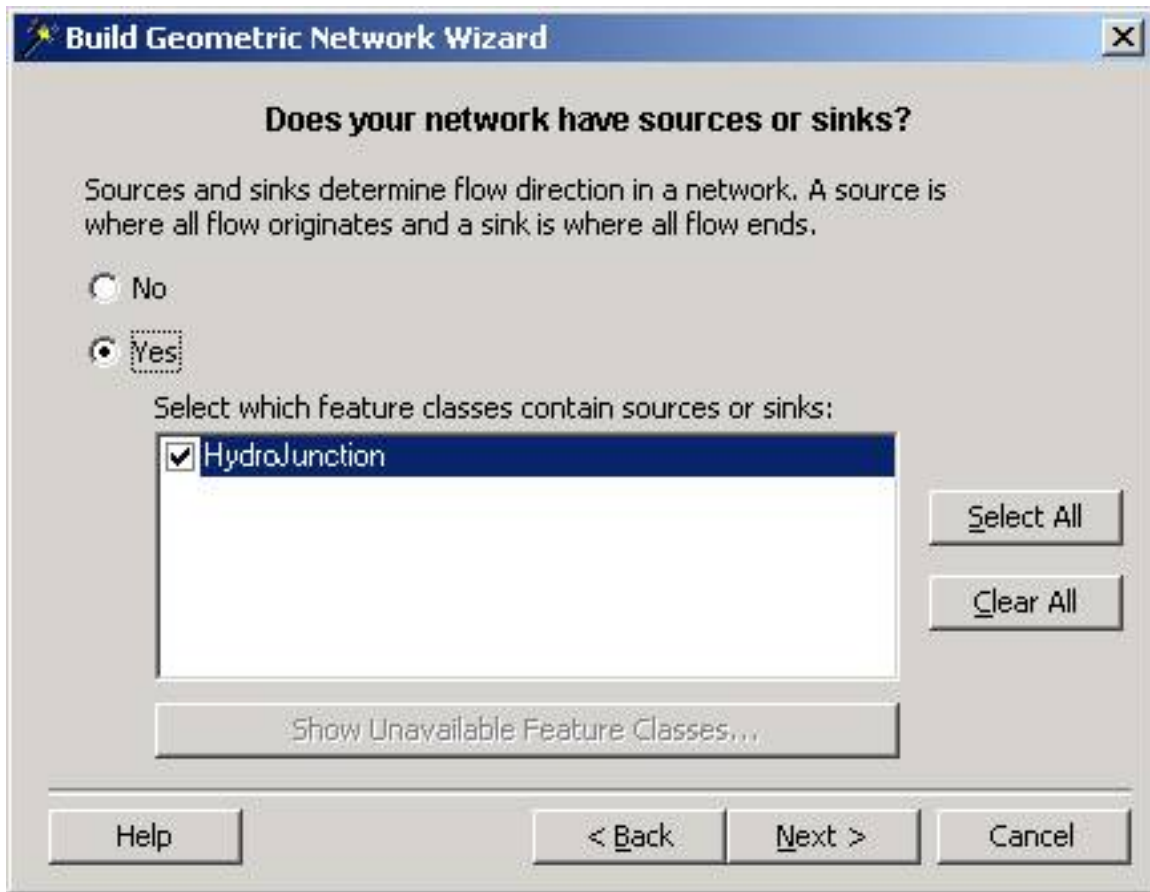 Build Geometric Network Wizard
Does your network have sources or sinks?
Sources and sinks determine flow direction in a network. A source is
where all flow originates and a sink is where all flow ends.
No
Yes
Select which feature classes contain sources or sinks:
HydroJunction
Select All
Clear All
Show Unavailable Feature Classes...
Help
< Back
Next >
Cancel